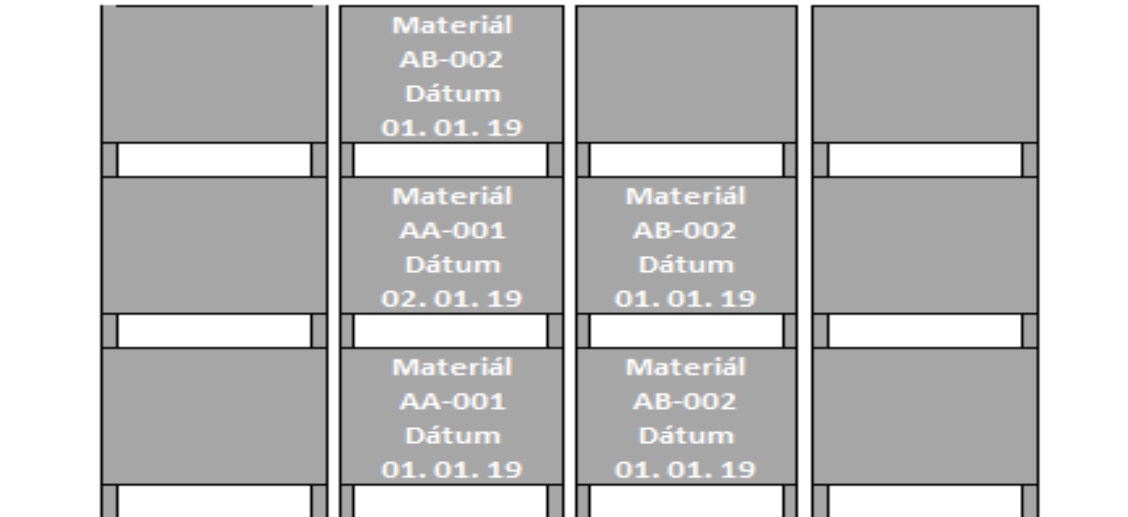 Materiál
AB-002
Dátum
01. 01. 19
Materiál
AA-001
Dátum
02. 01. 19
Materiál
AB-002
Dátum
01. 01. 19
Materiál
AA-001
Dátum
01. 01. 19
Materiál
AB-002
Dátum
01. 01. 19